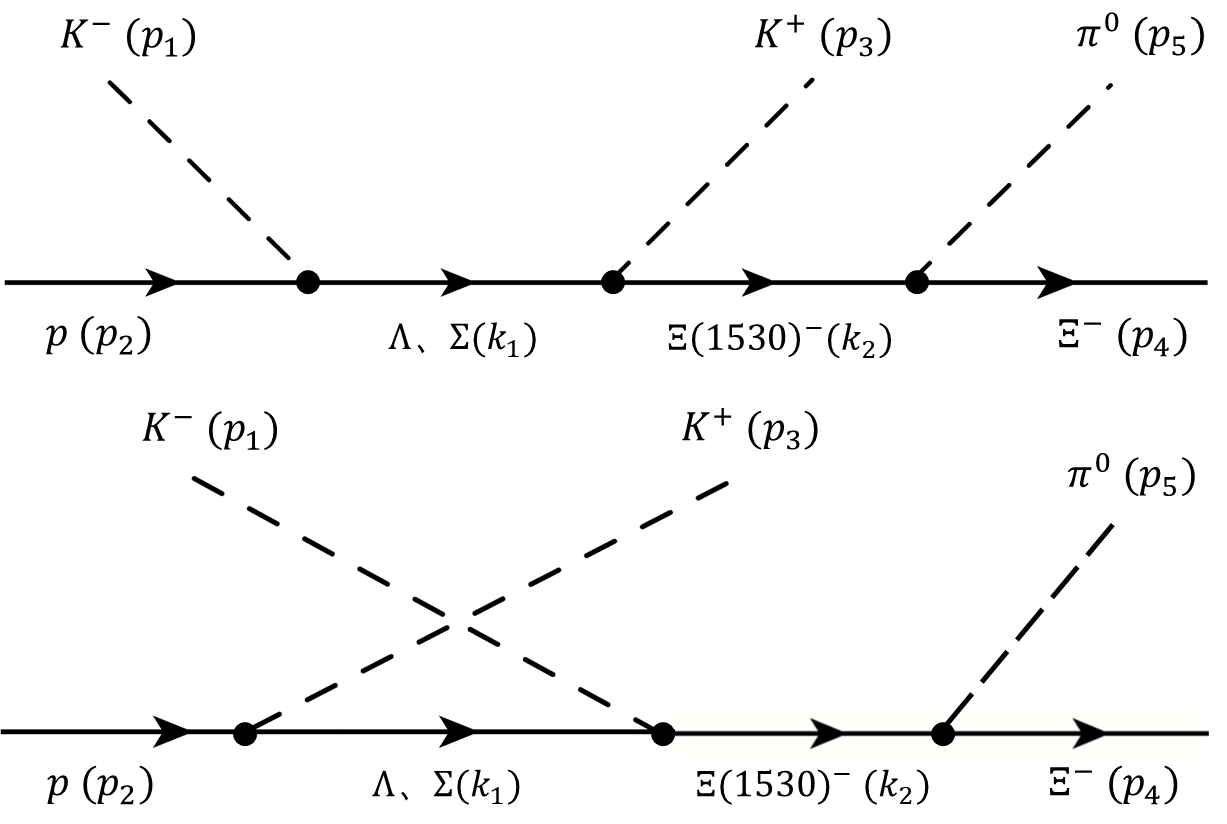 K⁻ (p₁) K⁺ (p₃) π⁰ (p₅)
p (p₂) Λ、Σ(k₁) Ξ(1530)⁻(k₂) Ξ⁻ (p₄)
K⁻ (p₁) K⁺ (p₃)
π⁰ (p₅)
p (p₂) Λ、Σ(k₁) Ξ(1530)⁻ (k₂) Ξ⁻ (p₄)